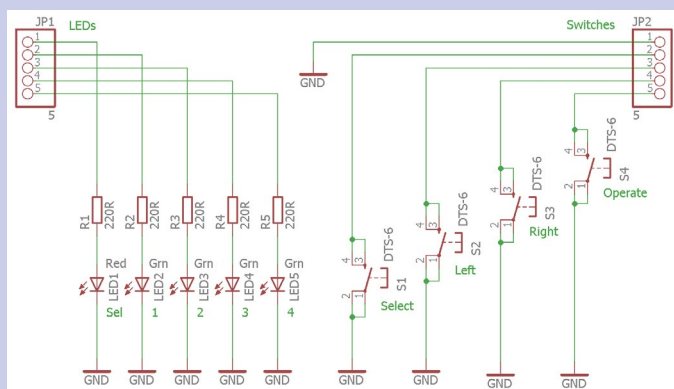 JP1
LEDs
1
2
3
4
5
5
Switches
JP2
1
2
3
4
5
5
GND
R1
220R
R2
220R
R3
220R
R4
220R
R5
220R
Red
LED1
Sel
Grn
LED2
1
Grn
LED3
2
Grn
LED4
3
Grn
LED5
4
GND
GND
GND
GND
GND
4
3
DTS-6
2
1
S1
Select
GND
4
3
DTS-6
2
1
S2
Left
GND
4
3
DTS-6
2
1
S3
Right
GND
4
3
DTS-6
2
1
S4
Operate
GND